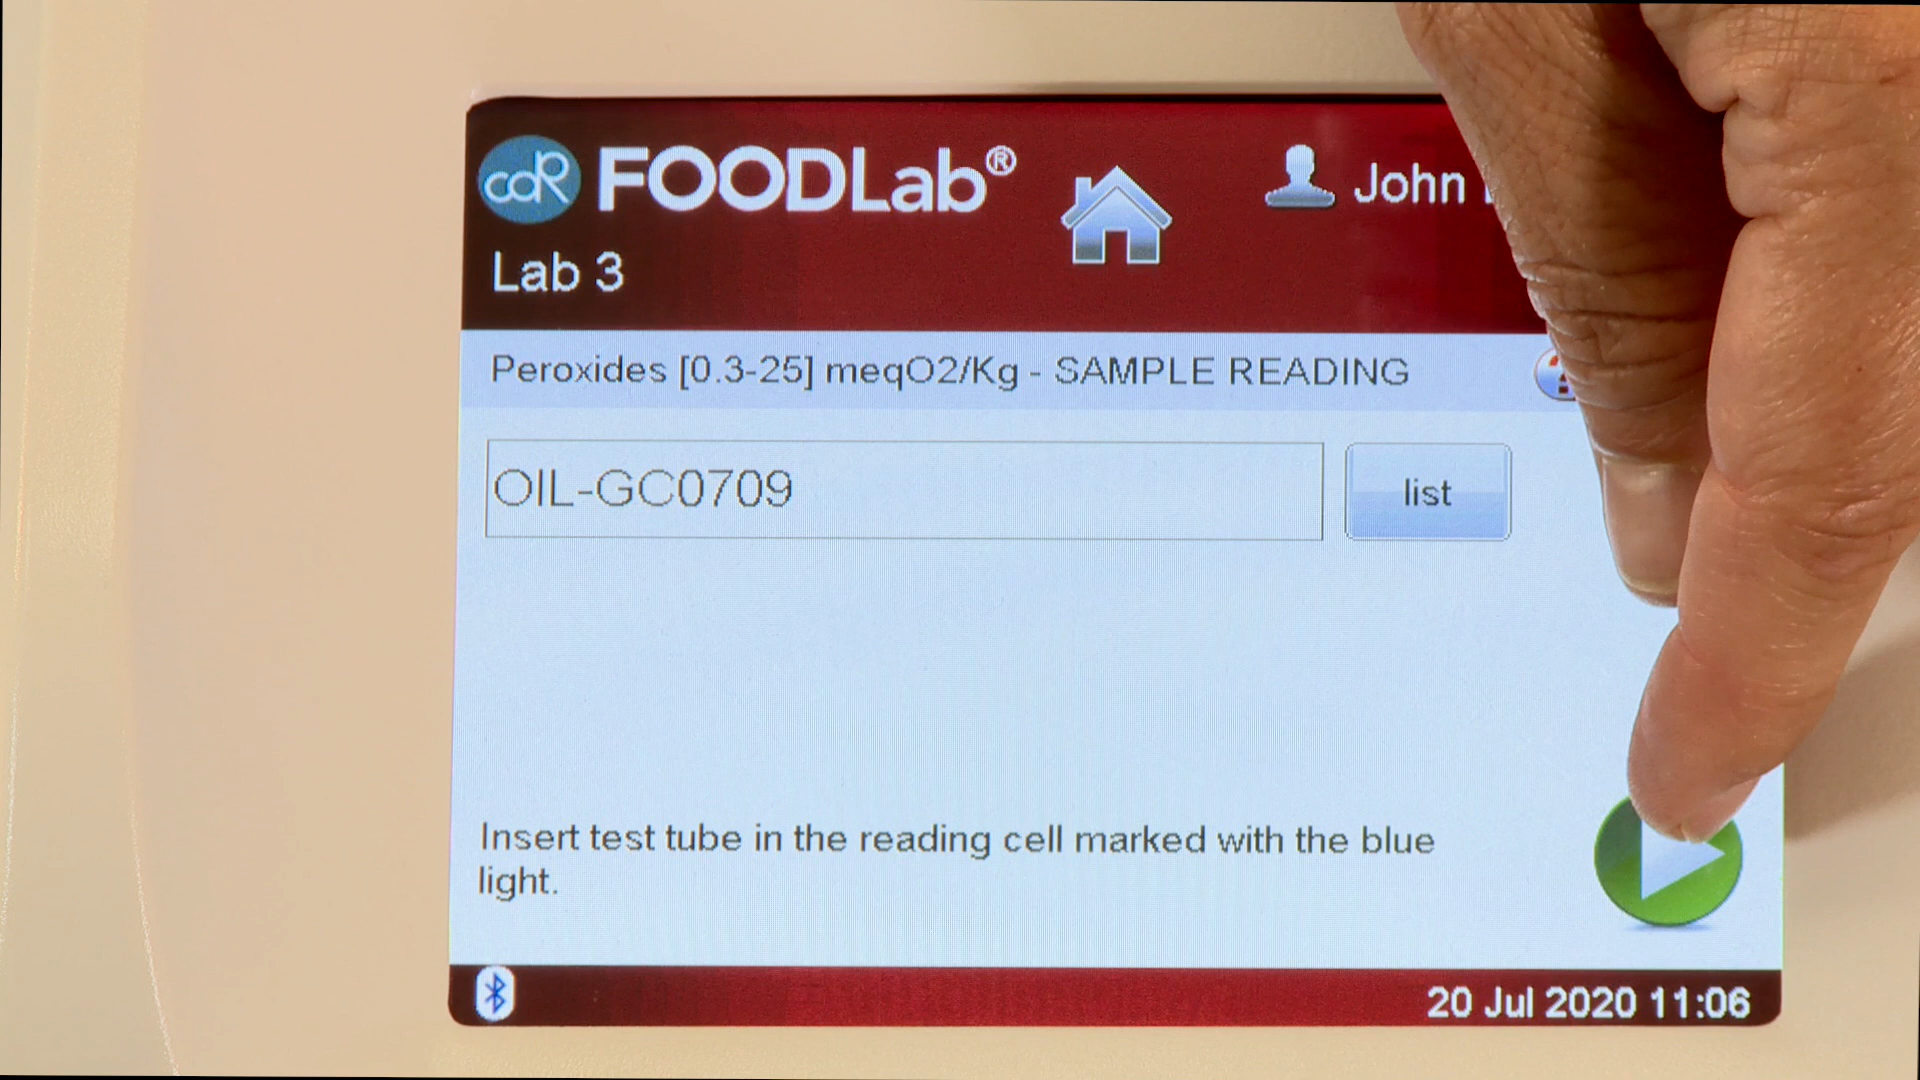 CDR FOODLab®
John
Lab 3
Peroxides [0.3-25] meqO2/Kg - SAMPLE READING
OIL-GC0709
list
Insert test tube in the reading cell marked with the blue
light.
20 Jul 2020 11:06